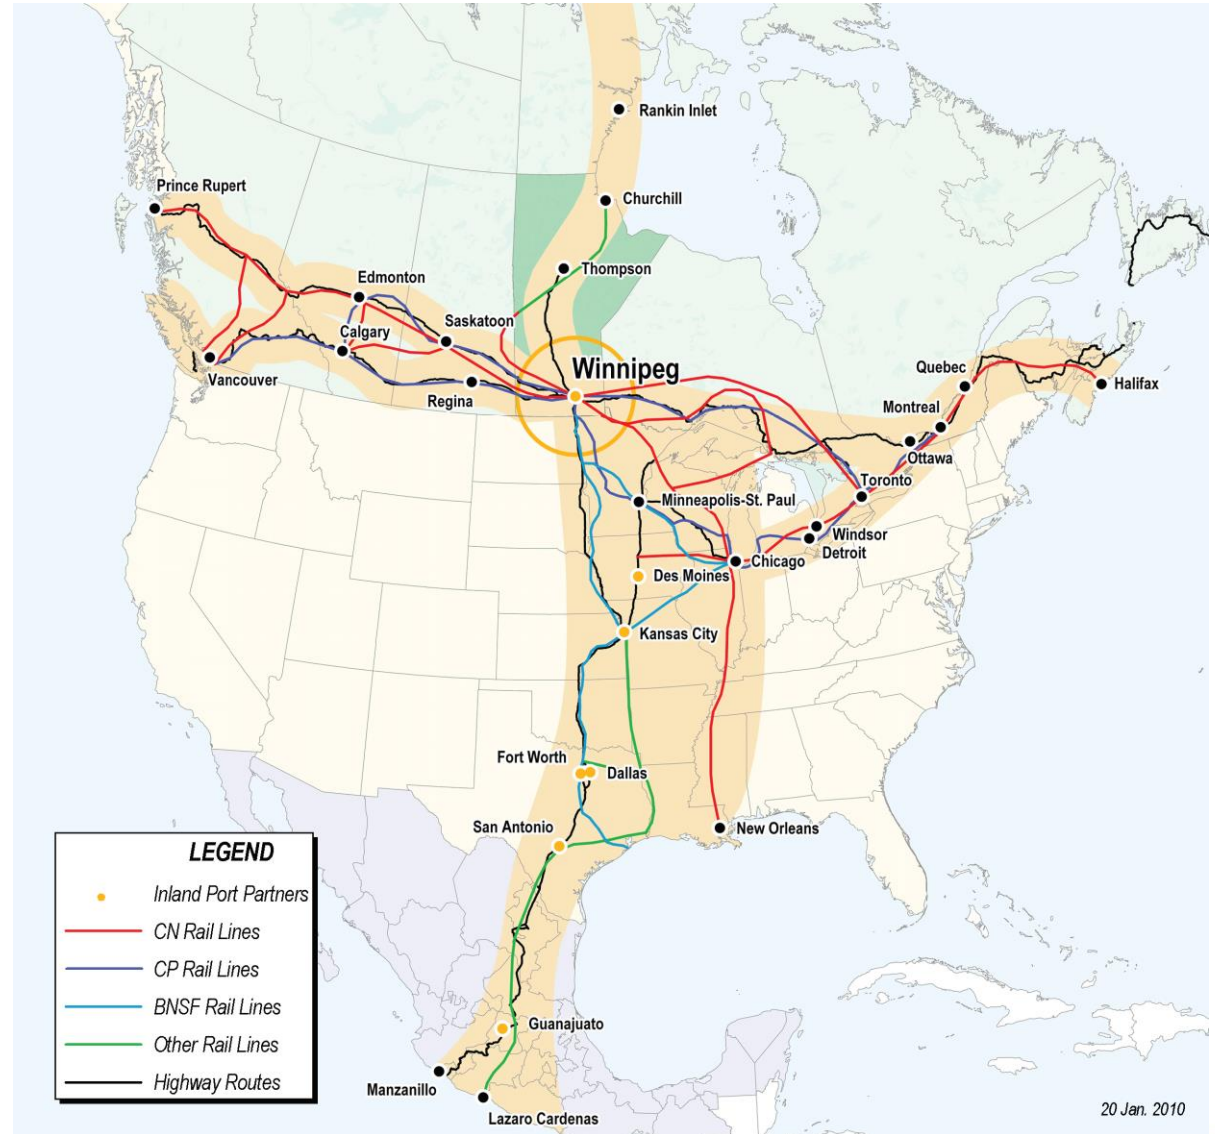 Rankin Inlet
Prince Rupert
Churchill
Thompson
Edmonton
Saskatoon
Calgary
Winnipeg
Quebec
Vancouver
Halifax
Regina
Montreal
Ottawa
Toronto
Minneapolis-St. Paul
Windsor
Detroit
Chicago
Des Moines
Kansas City
Fort Worth
Dallas
San Antonio
New Orleans
LEGEND
Inland Port Partners
CN Rail Lines
CP Rail Lines
BNSF Rail Lines
Other Rail Lines
Highway Routes
Guanajuato
Manzanillo
Lazaro Cardenas
20 Jan. 2010